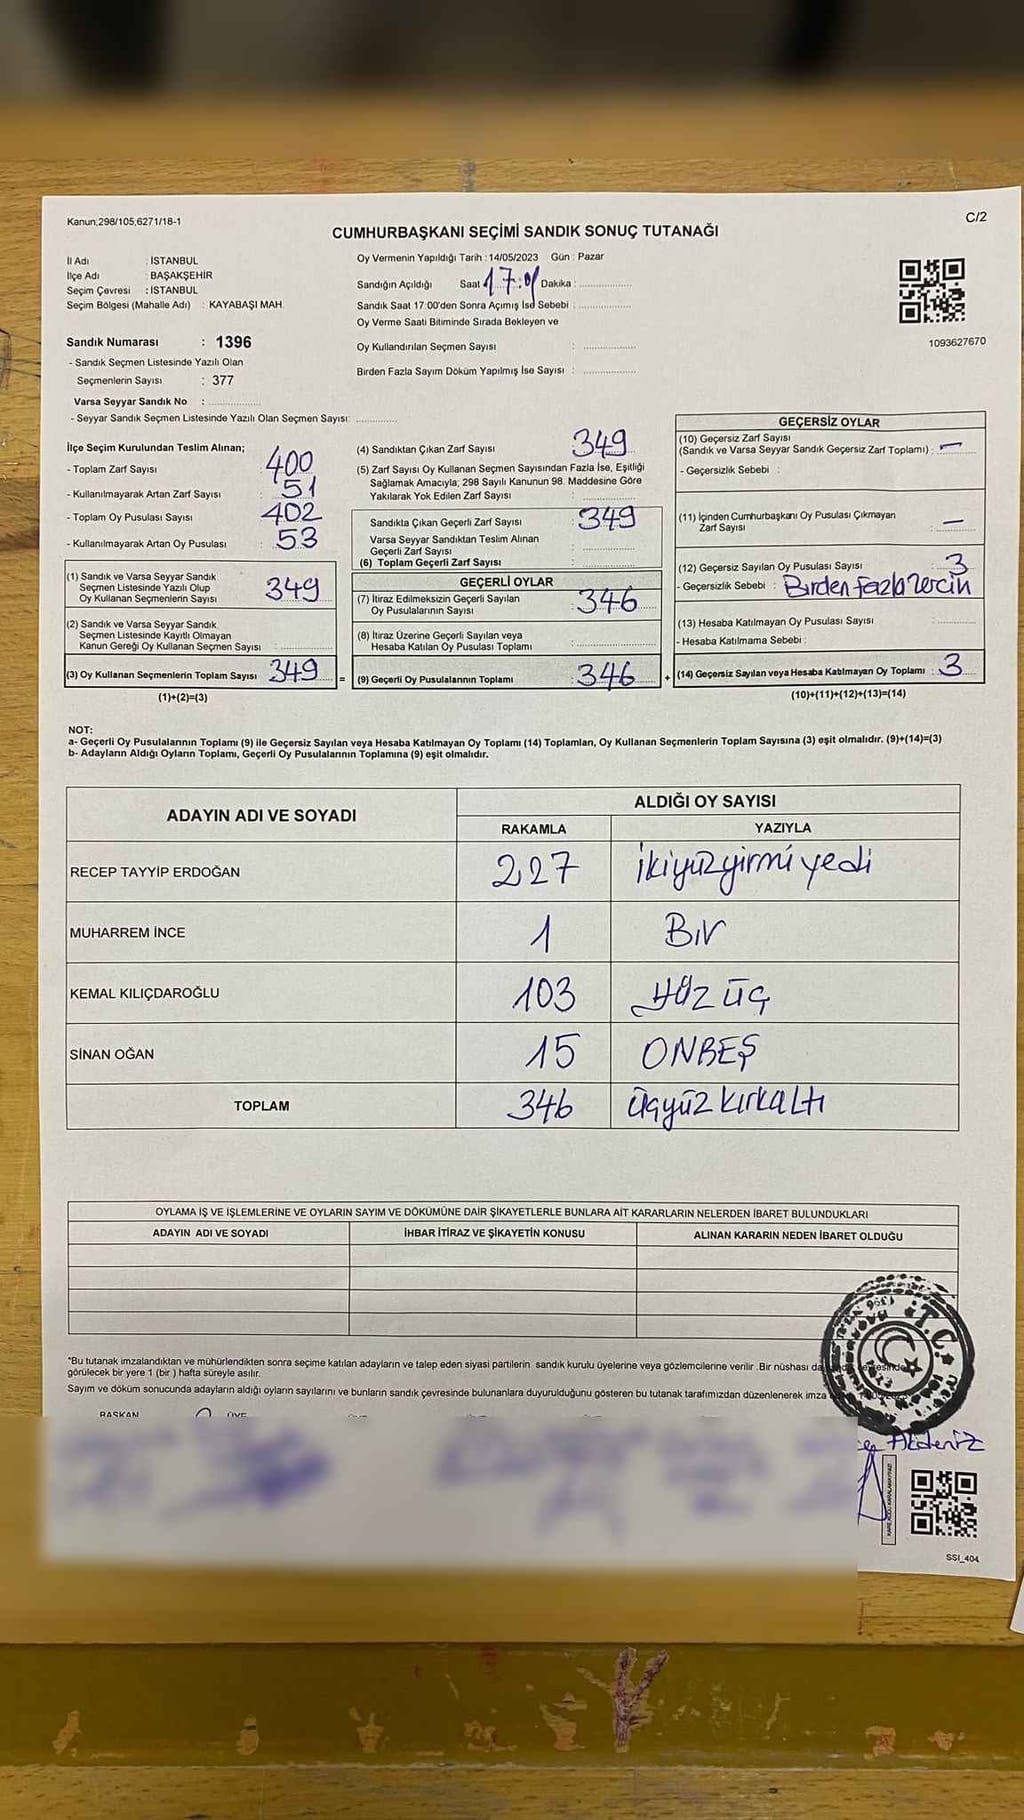 Kanun;298/105,6271/18-1
C/2
CUMHURBAŞKANI SEÇİMİ SANDIK SONUÇ TUTANAĞI
İl Adı : İSTANBUL
İlçe Adı : BAŞAKŞEHİR
Seçim Çevresi : İSTANBUL
Seçim Bölgesi (Mahalle Adı) : KAYABAŞI MAH.
Oy Vermenin Yapıldığı Tarih : 14/05/2023 Gün : Pazar
Sandığın Açıldığı Saat 17:01 Dakika : ................
Sandık Saat 17:00'den Sonra Açımış İse Sebebi : ................
Oy Verme Saati Bitiminde Sırada Bekleyen ve
Oy Kullandırılan Seçmen Sayısı : ................
Birden Fazla Sayım Döküm Yapılmış İse Sayısı : ................
1093627670
Sandık Numarası : 1396
- Sandık Seçmen Listesinde Yazılı Olan
Seçmenlerin Sayısı : 377
Varsa Seyyar Sandık No : ................
- Seyyar Sandık Seçmen Listesinde Yazılı Olan Seçmen Sayısı: ............
İlçe Seçim Kurulundan Teslim Alınan;
- Toplam Zarf Sayısı : 400
- Kullanılmayarak Artan Zarf Sayısı : 51
- Toplam Oy Pusulası Sayısı : 402
- Kullanılmayarak Artan Oy Pusulası : 53
(1) Sandık ve Varsa Seyyar Sandık
Seçmen Listesinde Yazılı Olup
Oy Kullanan Seçmenlerin Sayısı : 349
(2) Sandık ve Varsa Seyyar Sandık
Seçmen Listesinde Kayıtlı Olmayan
Kanun Gereği Oy Kullanan Seçmen Sayısı : ............
(3) Oy Kullanan Seçmenlerin Toplam Sayısı : 349
(1)+(2)=(3)
=
(4) Sandıktan Çıkan Zarf Sayısı : 349
(5) Zarf Sayısı Oy Kullanan Seçmen Sayısından Fazla İse, Eşitliği
Sağlamak Amacıyla; 298 Sayılı Kanunun 98. Maddesine Göre
Yakılarak Yok Edilen Zarf Sayısı : ................
Sandıkta Çıkan Geçerli Zarf Sayısı : 349
Varsa Seyyar Sandıktan Teslim Alınan
Geçerli Zarf Sayısı : ................
(6) Toplam Geçerli Zarf Sayısı : ................
GEÇERLİ OYLAR
(7) İtiraz Edilmeksizin Geçerli Sayılan
Oy Pusulalarının Sayısı : 346
(8) İtiraz Üzerine Geçerli Sayılan veya
Hesaba Katılan Oy Pusulası Toplamı : ................
(9) Geçerli Oy Pusulalarının Toplamı : 346
+
GEÇERSİZ OYLAR
(10) Geçersiz Zarf Sayısı
(Sandık ve Varsa Seyyar Sandık Geçersiz Zarf Toplamı) : —
- Geçersizlik Sebebi :
(11) İçinden Cumhurbaşkanı Oy Pusulası Çıkmayan
Zarf Sayısı : —
(12) Geçersiz Sayılan Oy Pusulası Sayısı : 3
- Geçersizlik Sebebi : Birden fazla tercih
(13) Hesaba Katılmayan Oy Pusulası Sayısı : ............
- Hesaba Katılmama Sebebi :
(14) Geçersiz Sayılan veya Hesaba Katılmayan Oy Toplamı : 3
(10)+(11)+(12)+(13)=(14)
NOT:
a- Geçerli Oy Pusulalarının Toplamı (9) ile Geçersiz Sayılan veya Hesaba Katılmayan Oy Toplamı (14) Toplamları, Oy Kullanan Seçmenlerin Toplam Sayısına (3) eşit olmalıdır. (9)+(14)=(3)
b- Adayların Aldığı Oyların Toplamı, Geçerli Oy Pusulalarının Toplamına (9) eşit olmalıdır.
ADAYIN ADI VE SOYADI
ALDIĞI OY SAYISI
RAKAMLA YAZIYLA
RECEP TAYYİP ERDOĞAN 227 İkiyüzyirmi yedi
MUHARREM İNCE 1 Bir
KEMAL KILIÇDAROĞLU 103 Yüz üç
SİNAN OĞAN 15 ONBEŞ
TOPLAM 346 Üçyüz kırkaltı
OYLAMA İŞ VE İŞLEMLERİNE VE OYLARIN SAYIM VE DÖKÜMÜNE DAİR ŞİKAYETLERLE BUNLARA AİT KARARLARIN NELERDEN İBARET BULUNDUKLARI
ADAYIN ADI VE SOYADI İHBAR İTİRAZ VE ŞİKAYETİN KONUSU ALINAN KARARIN NEDEN İBARET OLDUĞU
*Bu tutanak imzalandıktan ve mühürlendikten sonra seçime katılan adayların ve talep eden siyasi partilerin sandık kurulu üyelerine veya gözlemcilerine verilir .Bir nüshası da
görülecek bir yere 1 (bir ) hafta süreyle asılır.
Sayım ve döküm sonucunda adayların aldığı oyların sayılarını ve bunların sandık çevresinde bulunanlara duyurulduğunu gösteren bu tutanak tarafımızdan düzenlenerek imza
T.C.
1396
BAŞKAN ÜYE
Akdeniz
SSI_404